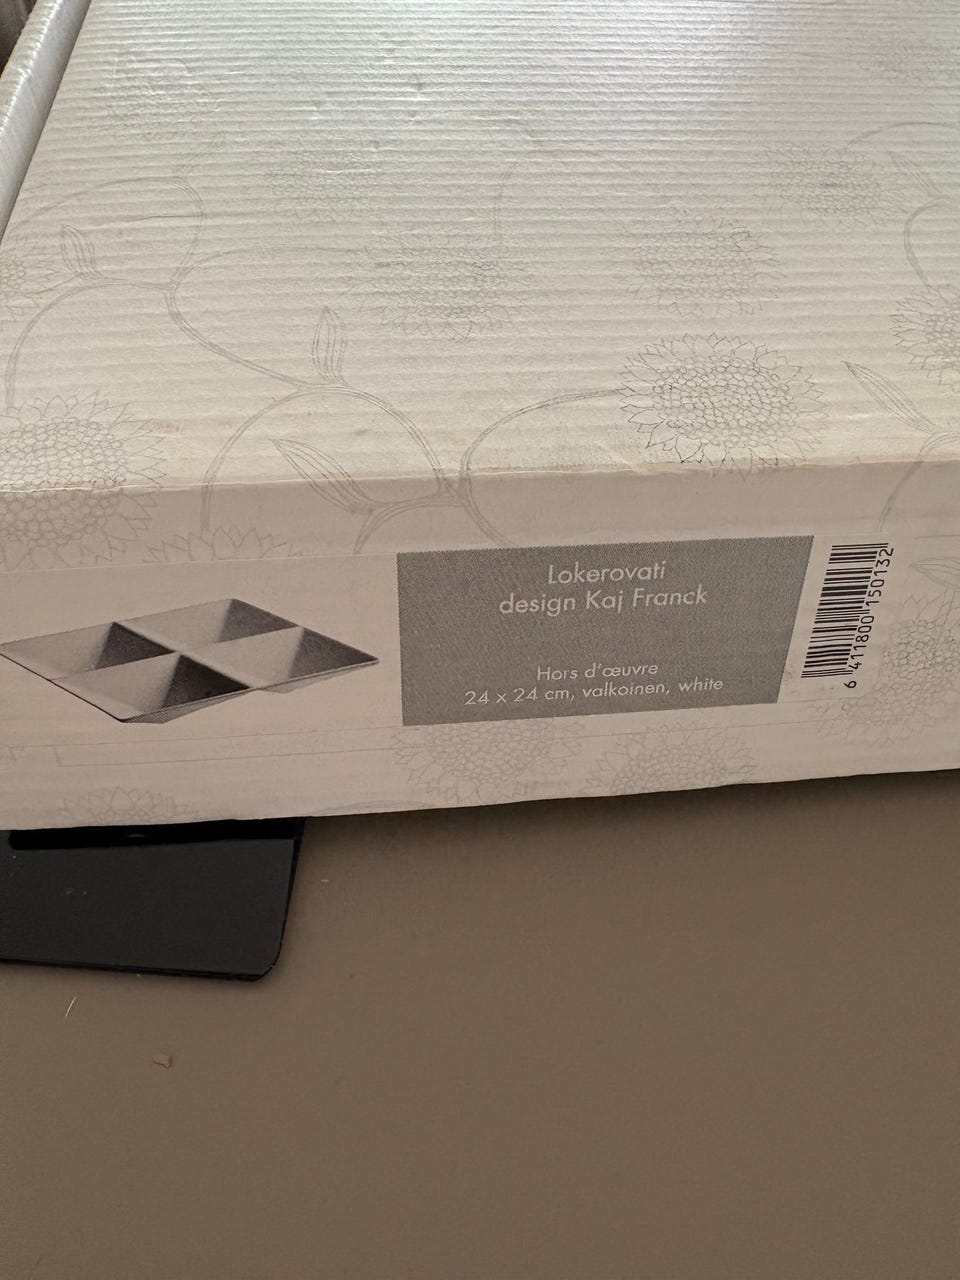 Lokerovati
design Kaj Franck
Hors d'œuvre
24 x 24 cm, valkoinen, white
6 411800 150132